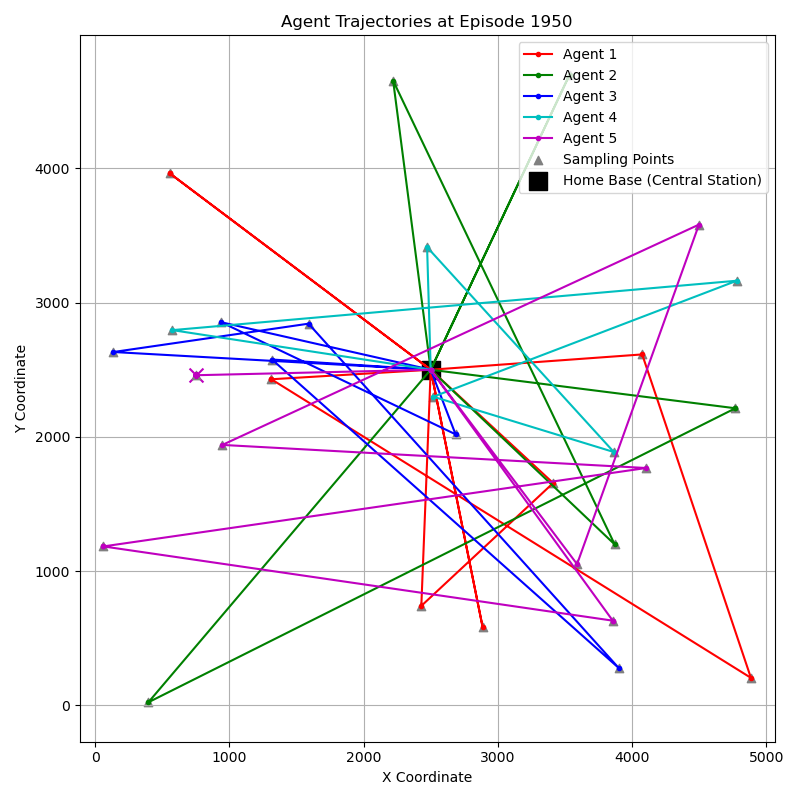 Agent Trajectories at Episode 1950
Agent 1
Agent 2
Agent 3
Agent 4
Agent 5
Sampling Points
Home Base (Central Station)
Y Coordinate
4000
3000
2000
1000
0
0 1000 2000 3000 4000 5000
X Coordinate